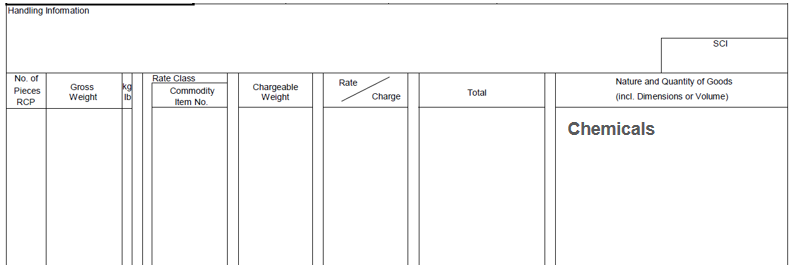 Handling Information
SCI
No. of
Pieces
RCP
Gross
Weight
kg
lb
Rate Class
Commodity
Item No.
Chargeable
Weight
Rate
Charge
Total
Nature and Quantity of Goods
(incl. Dimensions or Volume)
Chemicals